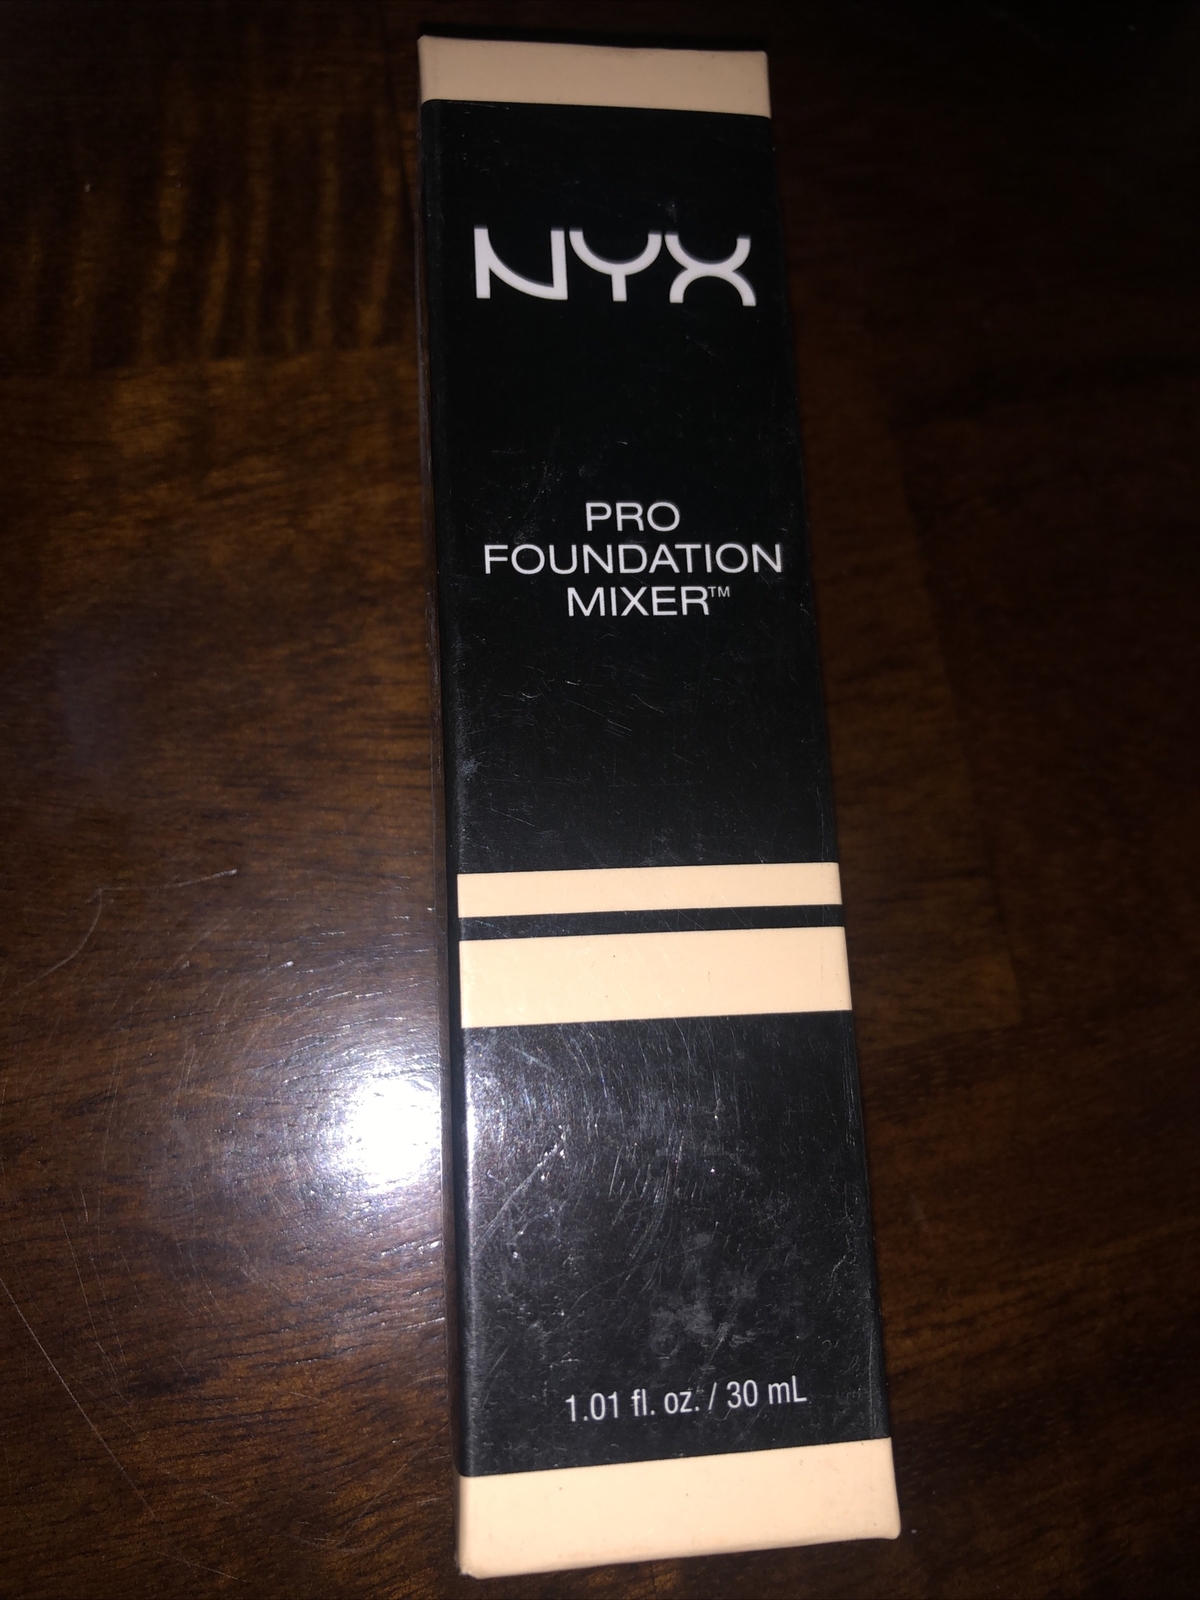 NYX
PRO
FOUNDATION
MIXER™
1.01 fl. oz. / 30 mL